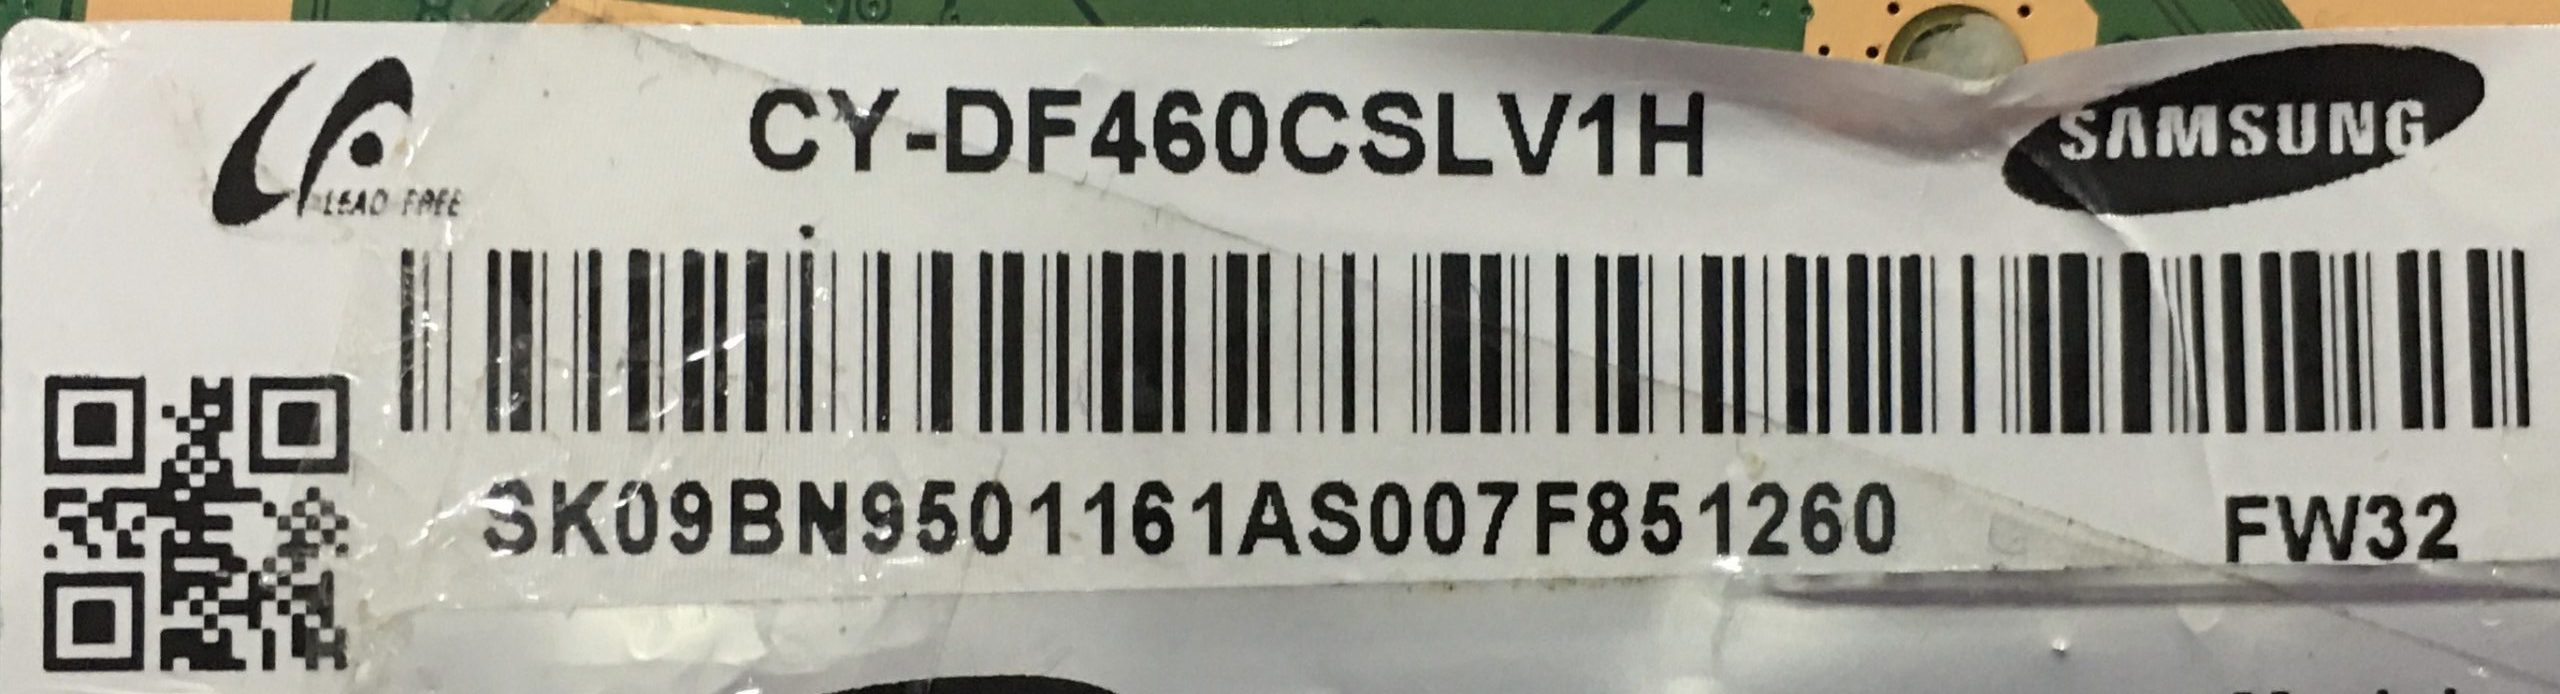 CY-DF460CSLV1H
SAMSUNG
LEAD FREE
SK09BN9501161AS007F851260
FW32